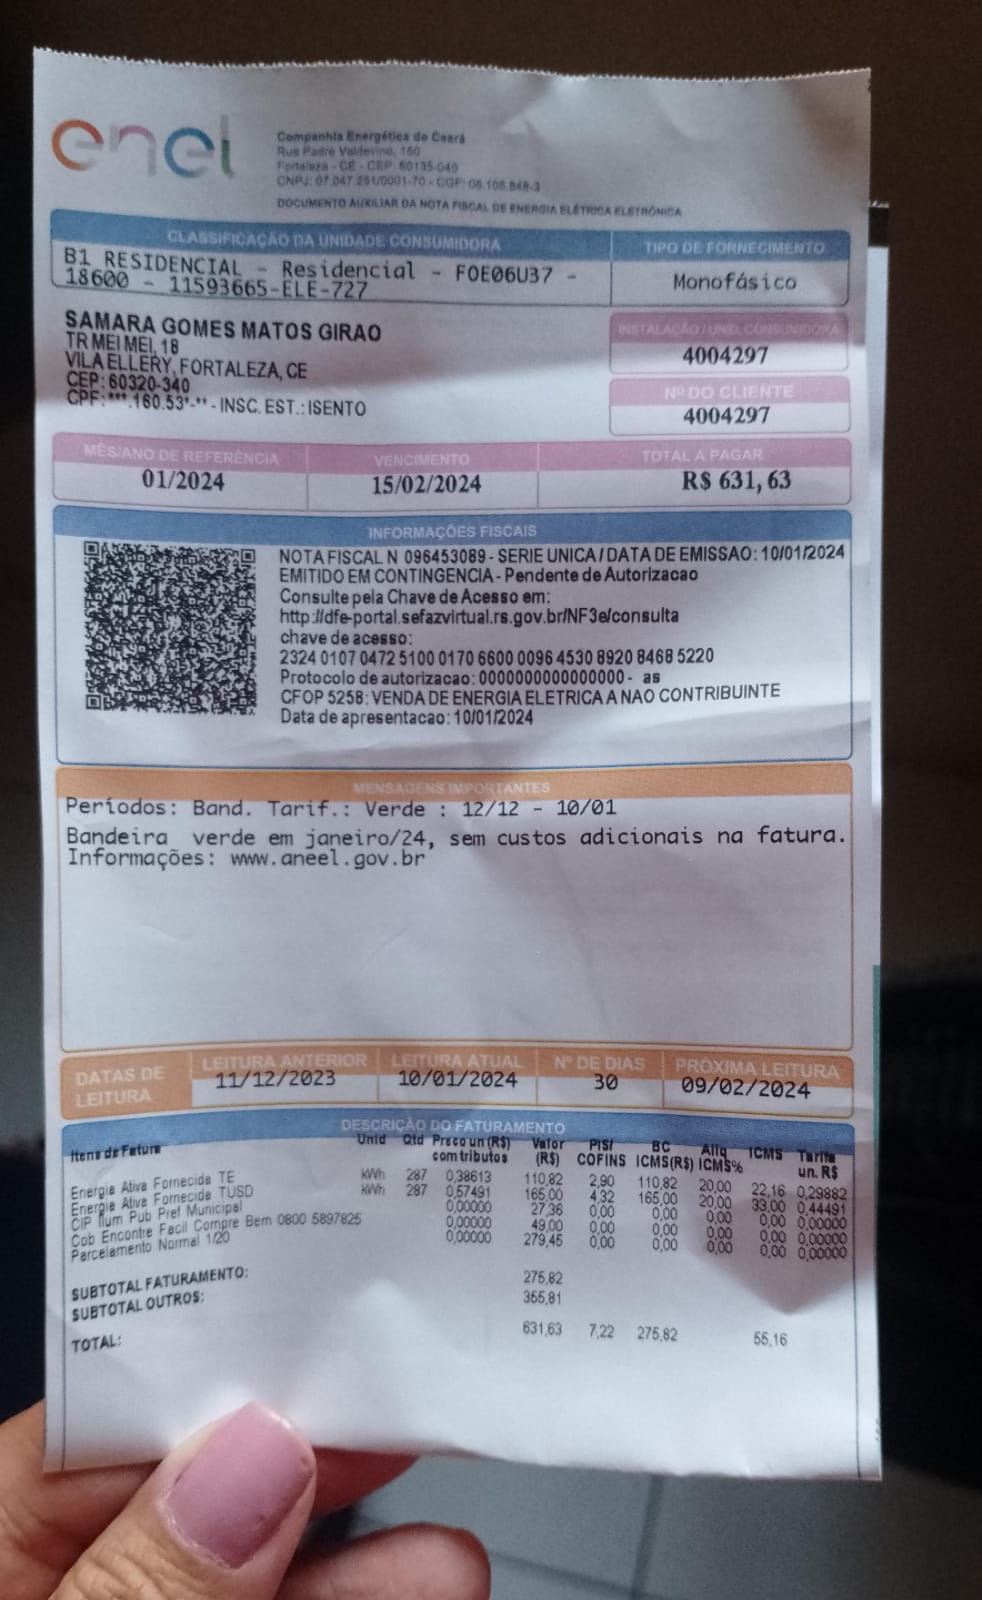 enel
Companhia Energética do Ceará
Rua Padre Valdevino, 150
Fortaleza - CE - CEP: 60135-040
CNPJ: 07.047.251/0001-70 - CGF: 06.105.848-3
DOCUMENTO AUXILIAR DA NOTA FISCAL DE ENERGIA ELÉTRICA ELETRÔNICA
CLASSIFICAÇÃO DA UNIDADE CONSUMIDORA
TIPO DE FORNECIMENTO
B1 RESIDENCIAL - Residencial - F0E06U37 -
18600 - 11593665-ELE-727
Monofásico
SAMARA GOMES MATOS GIRAO
TR MEI MEI, 18
VILA ELLERY, FORTALEZA, CE
CEP: 60320-340
CPF: ***.160.53*-** - INSC. EST.: ISENTO
INSTALAÇÃO / UNID. CONSUMIDORA
4004297
Nº DO CLIENTE
4004297
MÊS/ANO DE REFERÊNCIA VENCIMENTO TOTAL A PAGAR
01/2024 15/02/2024 R$ 631,63
INFORMAÇÕES FISCAIS
NOTA FISCAL N 096453089 - SERIE UNICA / DATA DE EMISSAO: 10/01/2024
EMITIDO EM CONTINGENCIA - Pendente de Autorizacao
Consulte pela Chave de Acesso em:
http://dfe-portal.sefazvirtual.rs.gov.br/NF3e/consulta
chave de acesso:
2324 0107 0472 5100 0170 6600 0096 4530 8920 8468 5220
Protocolo de autorizacao: 0000000000000000 - as
CFOP 5258: VENDA DE ENERGIA ELETRICA A NAO CONTRIBUINTE
Data de apresentacao: 10/01/2024
MENSAGENS IMPORTANTES
Períodos: Band. Tarif.: Verde : 12/12 - 10/01
Bandeira verde em janeiro/24, sem custos adicionais na fatura.
Informações: www.aneel.gov.br
DATAS DE LEITURA
LEITURA ANTERIOR LEITURA ATUAL Nº DE DIAS PRÓXIMA LEITURA
11/12/2023 10/01/2024 30 09/02/2024
DESCRIÇÃO DO FATURAMENTO
Itens de Fatura Unid Qtd Preco un (R$) com tributos Valor (R$) PIS/ COFINS BC ICMS(R$) Aliq ICMS% ICMS Tarifa un. R$
Energia Ativa Fornecida TE kWh 287 0,38613 110,82 2,90 110,82 20,00 22,16 0,29882
Energia Ativa Fornecida TUSD kWh 287 0,57491 165,00 4,32 165,00 20,00 33,00 0,44491
CIP Ilum Pub Pref Municipal 0,00000 27,36 0,00 0,00 0,00 0,00 0,00000
Cob Encontre Facil Compre Bem 0800 5897825 0,00000 49,00 0,00 0,00 0,00 0,00 0,00000
Parcelamento Normal 1/20 0,00000 279,45 0,00 0,00 0,00 0,00 0,00000
SUBTOTAL FATURAMENTO: 275,82
SUBTOTAL OUTROS: 355,81
TOTAL: 631,63 7,22 275,82 55,16